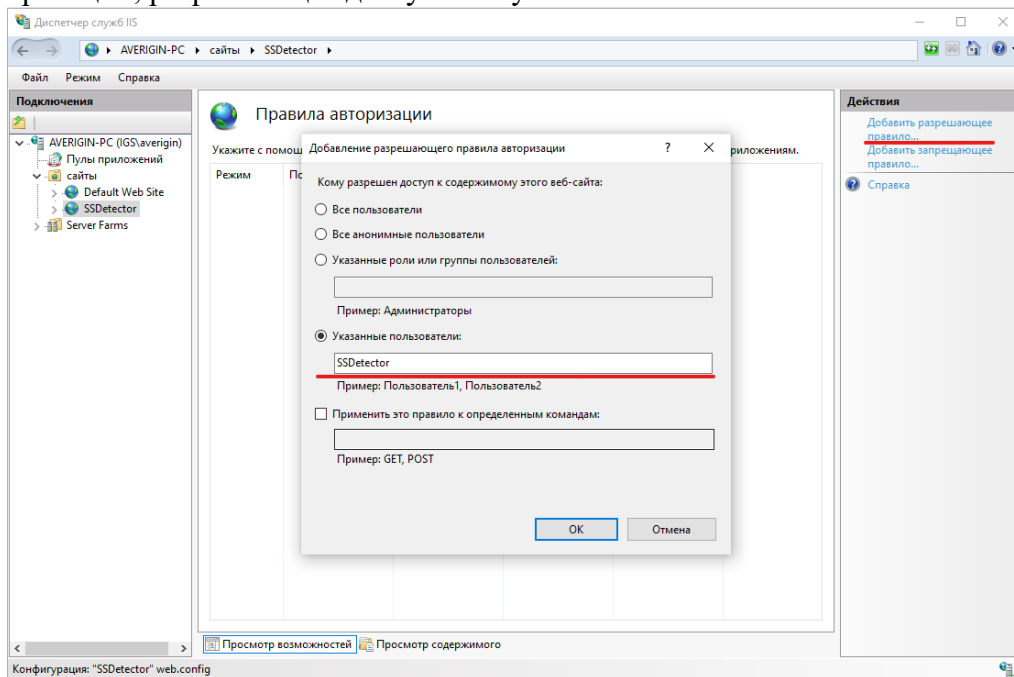 Диспетчер служб IIS
AVERIGIN-PC
сайты
SSDetector
Файл Режим Справка
Подключения
AVERIGIN-PC (IGS\averigin)
Пулы приложений
сайты
Default Web Site
SSDetector
Server Farms
Правила авторизации
Укажите с помощ
риложениям.
Режим
По
Добавление разрешающего правила авторизации
Кому разрешен доступ к содержимому этого веб-сайта:
Все пользователи
Все анонимные пользователи
Указанные роли или группы пользователей:
Пример: Администраторы
Указанные пользователи:
SSDetector
Пример: Пользователь1, Пользователь2
Применить это правило к определенным командам:
Пример: GET, POST
ОК Отмена
Действия
Добавить разрешающее
правило...
Добавить запрещающее
правило...
Справка
Просмотр возможностей Просмотр содержимого
Конфигурация: "SSDetector" web.config